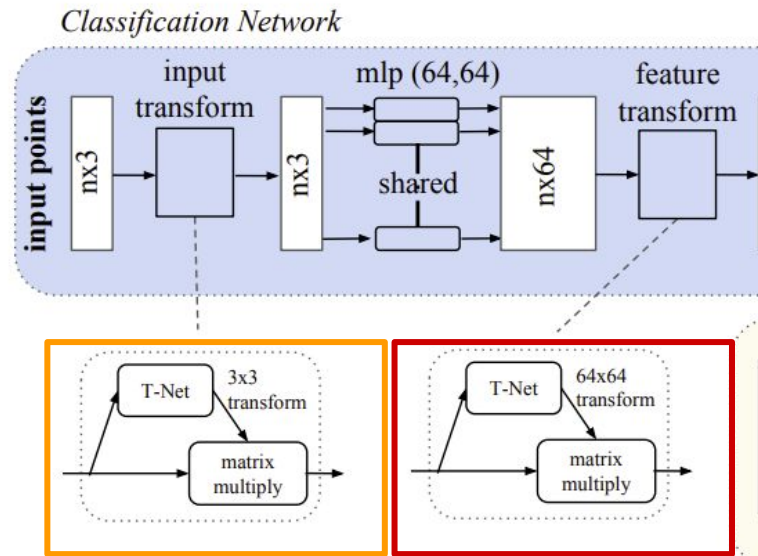 Classification Network
input points
nx3
input
transform
nx3
mlp (64,64)
shared
nx64
feature
transform
T-Net
3x3
transform
matrix
multiply
T-Net
64x64
transform
matrix
multiply